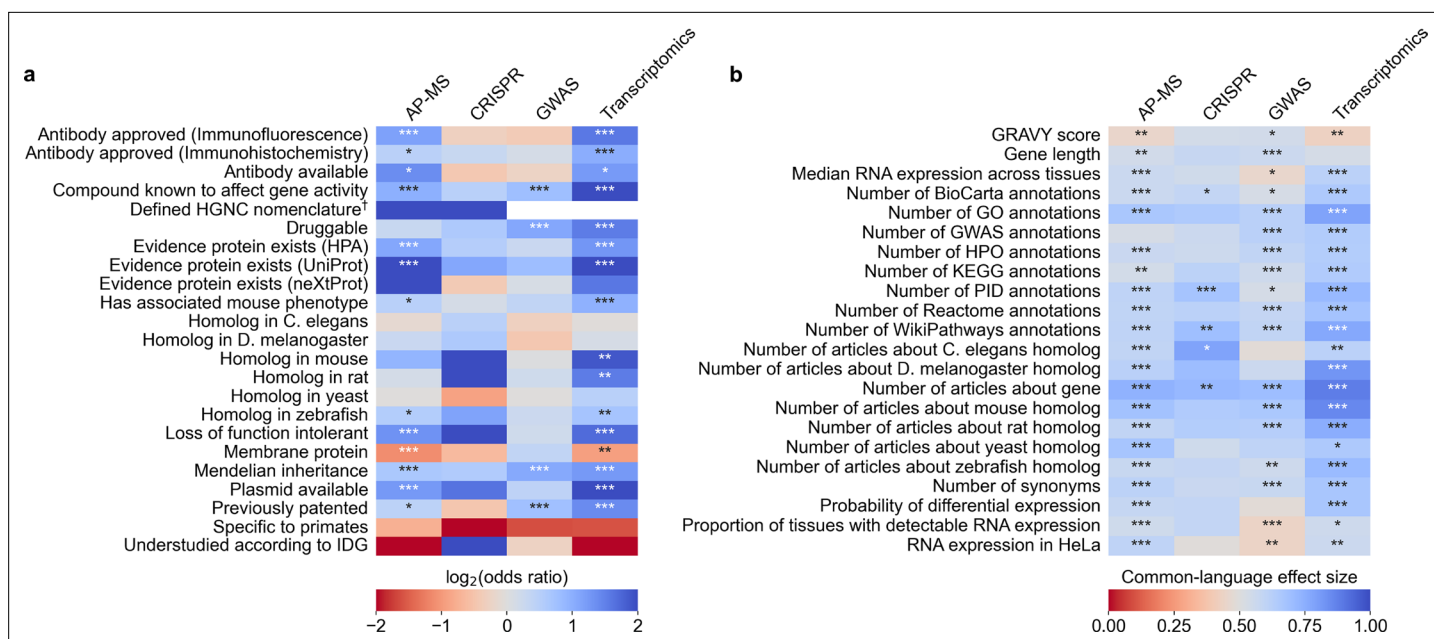 a
AP-MS CRISPR GWAS Transcriptomics
Antibody approved (Immunofluorescence) *** ***
Antibody approved (Immunohistochemistry) * ***
Antibody available * *
Compound known to affect gene activity *** *** ***
Defined HGNC nomenclature†
Druggable *** ***
Evidence protein exists (HPA) *** ***
Evidence protein exists (UniProt) *** ***
Evidence protein exists (neXtProt)
Has associated mouse phenotype * ***
Homolog in C. elegans
Homolog in D. melanogaster
Homolog in mouse **
Homolog in rat **
Homolog in yeast
Homolog in zebrafish * **
Loss of function intolerant *** ***
Membrane protein *** **
Mendelian inheritance *** *** ***
Plasmid available *** ***
Previously patented * *** ***
Specific to primates
Understudied according to IDG
log2(odds ratio)
−2 −1 0 1 2
b
AP-MS CRISPR GWAS Transcriptomics
GRAVY score ** * **
Gene length ** ***
Median RNA expression across tissues *** * ***
Number of BioCarta annotations *** * * ***
Number of GO annotations *** *** ***
Number of GWAS annotations *** ***
Number of HPO annotations *** *** ***
Number of KEGG annotations ** *** ***
Number of PID annotations *** *** * ***
Number of Reactome annotations *** *** ***
Number of WikiPathways annotations *** ** *** ***
Number of articles about C. elegans homolog *** * **
Number of articles about D. melanogaster homolog *** ***
Number of articles about gene *** ** *** ***
Number of articles about mouse homolog *** *** ***
Number of articles about rat homolog *** *** ***
Number of articles about yeast homolog *** *
Number of articles about zebrafish homolog *** ** ***
Number of synonyms *** *** ***
Probability of differential expression *** ***
Proportion of tissues with detectable RNA expression *** *** *
RNA expression in HeLa *** ** **
Common-language effect size
0.00 0.25 0.50 0.75 1.00